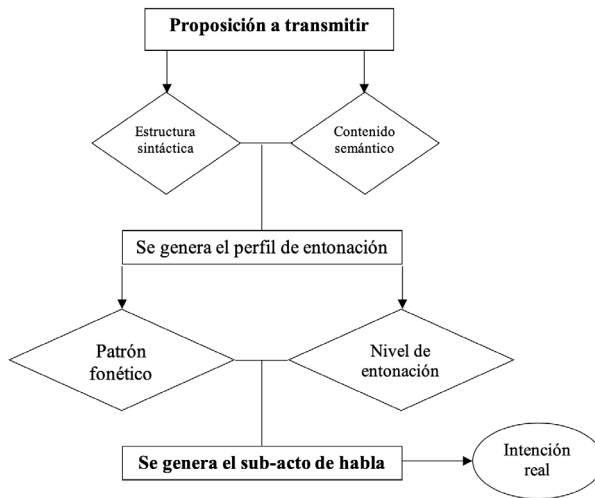 Proposición a transmitir
Estructura
sintáctica
Contenido
semántico
Se genera el perfil de entonación
Patrón
fonético
Nivel de
entonación
Se genera el sub-acto de habla
Intención
real